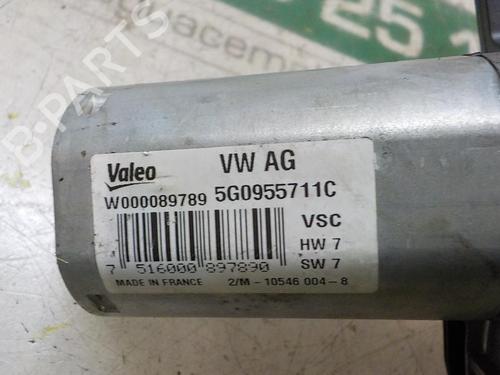 Valeo VW AG
W000089789 5G0955711C
VSC
HW 7
SW 7
7 516000 897890
MADE IN FRANCE 2/M - 10546 004-8
B-PARTS